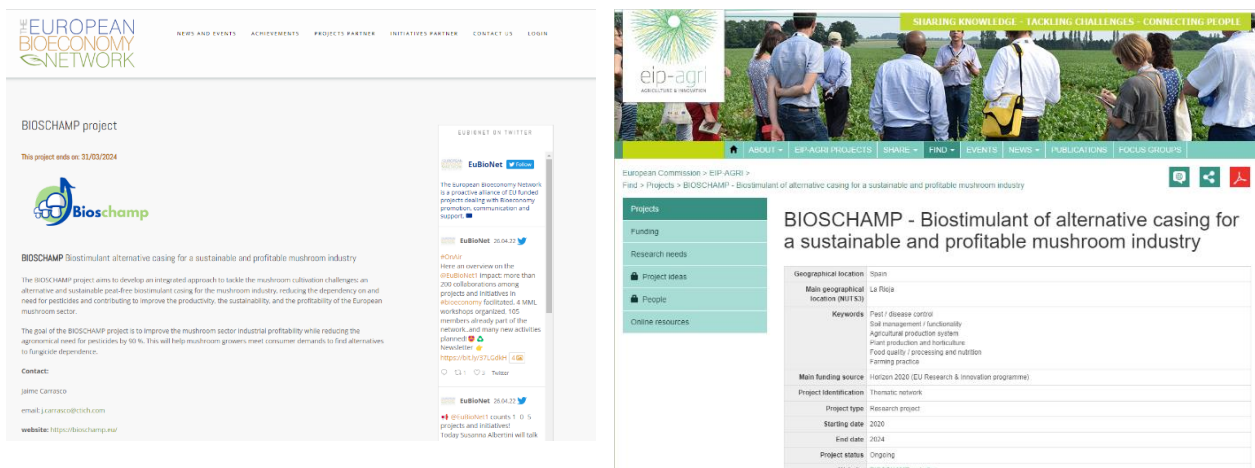 THE EUROPEAN
BIOECONOMY
NETWORK
NEWS AND EVENTS ACHIEVEMENTS PROJECTS PARTNER INITIATIVES PARTNER CONTACT US LOGIN
BIOSCHAMP project
This project ends on: 31/03/2024
Bioschamp
BIOSCHAMP Biostimulant alternative casing for a sustainable and profitable mushroom industry
The BIOSCHAMP project aims to develop an integrated approach to tackle the mushroom cultivation challenges: an
alternative and sustainable peat-free biostimulant casing for the mushroom industry, reducing the dependency on and
need for pesticides and contributing to improve the productivity, the sustainability, and the profitability of the European
mushroom sector.
The goal of the BIOSCHAMP project is to improve the mushroom sector industrial profitability while reducing the
agronomical need for pesticides by 90 %. This will help mushroom growers meet consumer demands to find alternatives
to fungicide dependence.
Contact:
Jaime Carrasco
email: j.carrasco@ctich.com
website: https://bioschamp.eu/
EUBIONET ON TWITTER
EuBioNet Follow
The European Bioeconomy Network
is a proactive alliance of EU funded
projects dealing with Bioeconomy
promotion, communication and
support.
EuBioNet 28.04.22
#OnAir
Here an overview on the
@EuBioNet1 impact: more than
200 collaborations among
projects and initiatives in
#bioeconomy facilitated, 4 MML
workshops organized, 105
members already part of the
network..and many new activities
planned!
Newsletter
https://bit.ly/37LGdkH 4
1 2 Twitter
EuBioNet 26.04.22
@EuBioNet1 counts 1 0 5
projects and initiatives!
Today Susanna Albertini will talk
SHARING KNOWLEDGE - TACKLING CHALLENGES - CONNECTING PEOPLE
eip-agri
AGRICULTURE & INNOVATION
ABOUT EIP-AGRI PROJECTS SHARE FIND EVENTS NEWS PUBLICATIONS FOCUS GROUPS
European Commission > EIP-AGRI >
Find > Projects > BIOSCHAMP - Biostimulant of alternative casing for a sustainable and profitable mushroom industry
Projects
Funding
Research needs
Project ideas
People
Online resources
BIOSCHAMP - Biostimulant of alternative casing for
a sustainable and profitable mushroom industry
Geographical location Spain
Main geographical La Rioja
location (NUTS3)
Keywords Pest / disease control
Soil management / functionality
Agricultural production system
Plant production and horticulture
Food quality / processing and nutrition
Farming practice
Main funding source Horizon 2020 (EU Research & Innovation programme)
Project Identification Thematic network
Project type Research project
Starting date 2020
End date 2024
Project status Ongoing